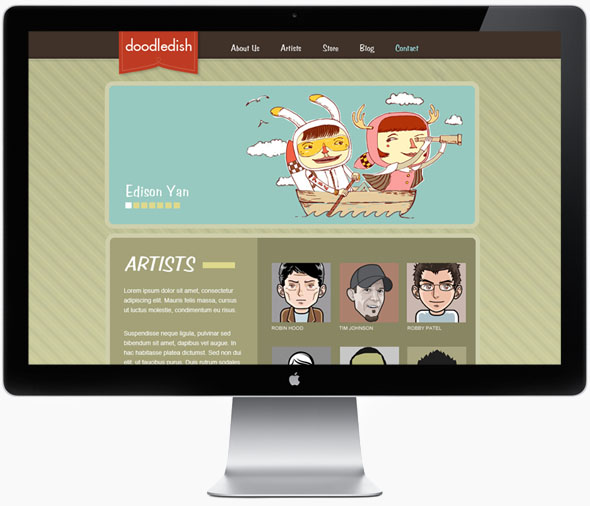 doodledish
About Us
Artists
Store
Blog
Contact
Edison Yan
ARTISTS
Lorem ipsum dolor sit amet, consectetur
adipiscing elit. Mauris felis massa, cursus
ut luctus molestie, condimentum eu risus.
Suspendisse neque ligula, pulvinar sed
bibendum sit amet, dapibus vel augue. In
hac habitasse platea dictumst. Sed non dui
elit, ut faucibus purus. Duis rutrum sodales
ROBIN HOOD
TIM JOHNSON
ROBBY PATEL